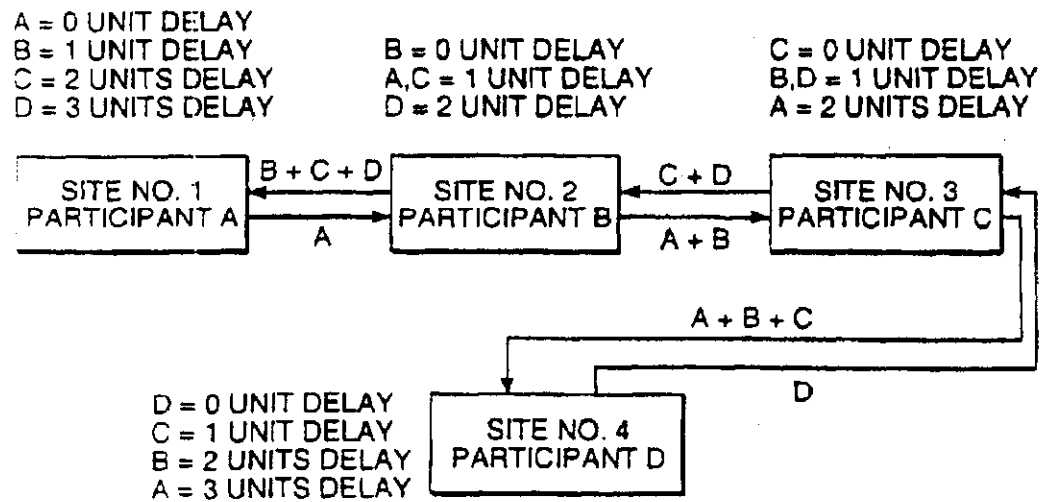 A = 0 UNIT DELAY
B = 1 UNIT DELAY
C = 2 UNITS DELAY
D = 3 UNITS DELAY
B = 0 UNIT DELAY
A,C = 1 UNIT DELAY
D = 2 UNIT DELAY
C = 0 UNIT DELAY
B,D = 1 UNIT DELAY
A = 2 UNITS DELAY
SITE NO. 1
PARTICIPANT A
B + C + D
A
SITE NO. 2
PARTICIPANT B
C + D
A + B
SITE NO. 3
PARTICIPANT C
A + B + C
D
D = 0 UNIT DELAY
C = 1 UNIT DELAY
B = 2 UNITS DELAY
A = 3 UNITS DELAY
SITE NO. 4
PARTICIPANT D